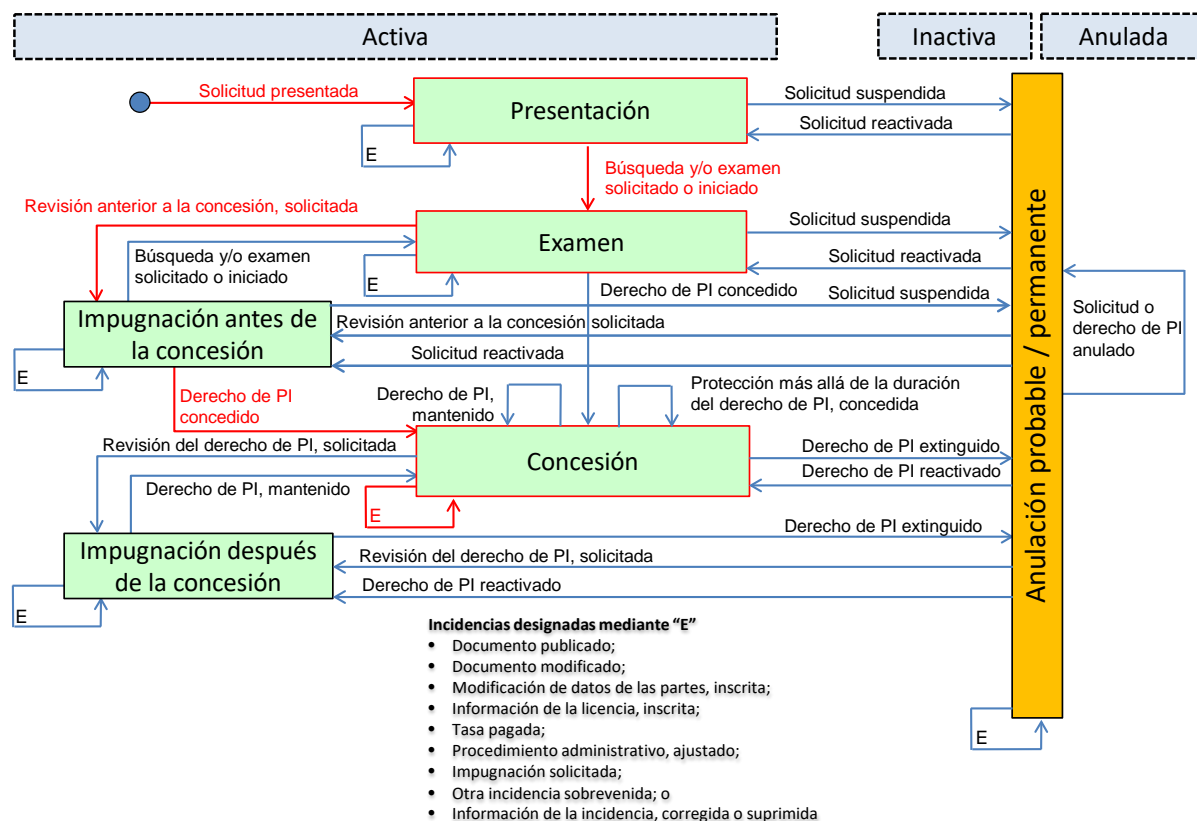 Activa
Inactiva
Anulada
Solicitud presentada
Presentación
Solicitud suspendida
Solicitud reactivada
E
Búsqueda y/o examen
solicitado o iniciado
Revisión anterior a la concesión, solicitada
Examen
Solicitud suspendida
Solicitud reactivada
Búsqueda y/o examen
solicitado o iniciado
E
Derecho de PI concedido
Solicitud suspendida
Impugnación antes de
la concesión
Revisión anterior a la concesión solicitada
Solicitud reactivada
E
Solicitud o
derecho de PI
anulado
Anulación probable / permanente
Derecho de PI
concedido
Derecho de PI,
mantenido
Protección más allá de la duración
del derecho de PI, concedida
Revisión del derecho de PI, solicitada
Concesión
Derecho de PI extinguido
Derecho de PI reactivado
Derecho de PI, mantenido
E
Derecho de PI extinguido
Impugnación después
de la concesión
Revisión del derecho de PI, solicitada
Derecho de PI reactivado
E
Incidencias designadas mediante “E”
• Documento publicado;
• Documento modificado;
• Modificación de datos de las partes, inscrita;
• Información de la licencia, inscrita;
• Tasa pagada;
• Procedimiento administrativo, ajustado;
• Impugnación solicitada;
• Otra incidencia sobrevenida; o
• Información de la incidencia, corregida o suprimida
E